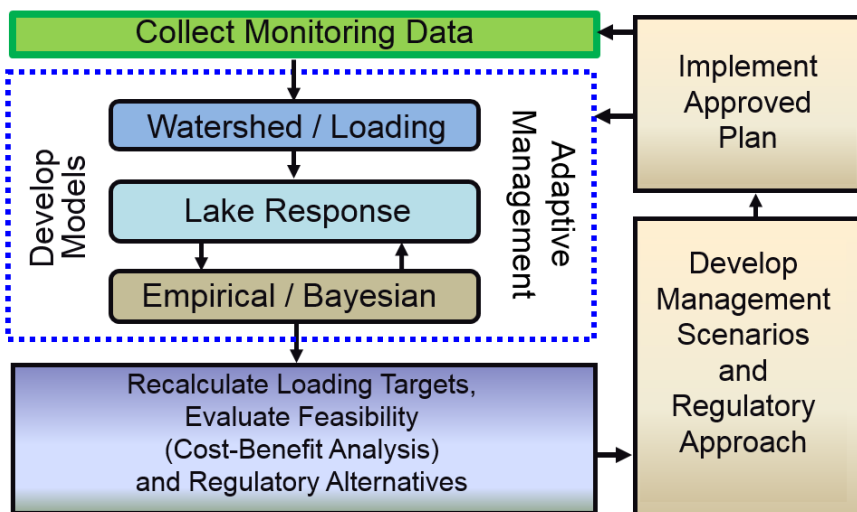 Collect Monitoring Data
Develop
Models
Watershed / Loading
Lake Response
Empirical / Bayesian
Adaptive
Management
Recalculate Loading Targets,
Evaluate Feasibility
(Cost-Benefit Analysis)
and Regulatory Alternatives
Develop
Management
Scenarios
and
Regulatory
Approach
Implement
Approved
Plan